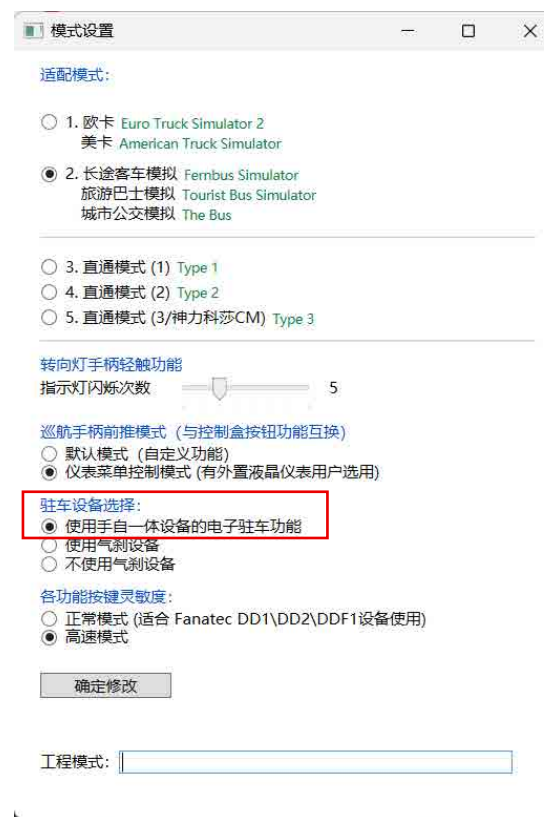 模式设置
适配模式：
1. 欧卡 Euro Truck Simulator 2
美卡 American Truck Simulator
2. 长途客车模拟 Fernbus Simulator
旅游巴士模拟 Tourist Bus Simulator
城市公交模拟 The Bus
3. 直通模式 (1) Type 1
4. 直通模式 (2) Type 2
5. 直通模式 (3/神力科莎CM) Type 3
转向灯手柄轻触功能
指示灯闪烁次数 5
巡航手柄前推模式（与控制盒按钮功能互换）
默认模式（自定义功能）
仪表菜单控制模式 (有外置液晶仪表用户选用)
驻车设备选择：
使用手自一体设备的电子驻车功能
使用气刹设备
不使用气刹设备
各功能按键灵敏度：
正常模式 (适合 Fanatec DD1\DD2\DDF1设备使用)
高速模式
确定修改
工程模式：